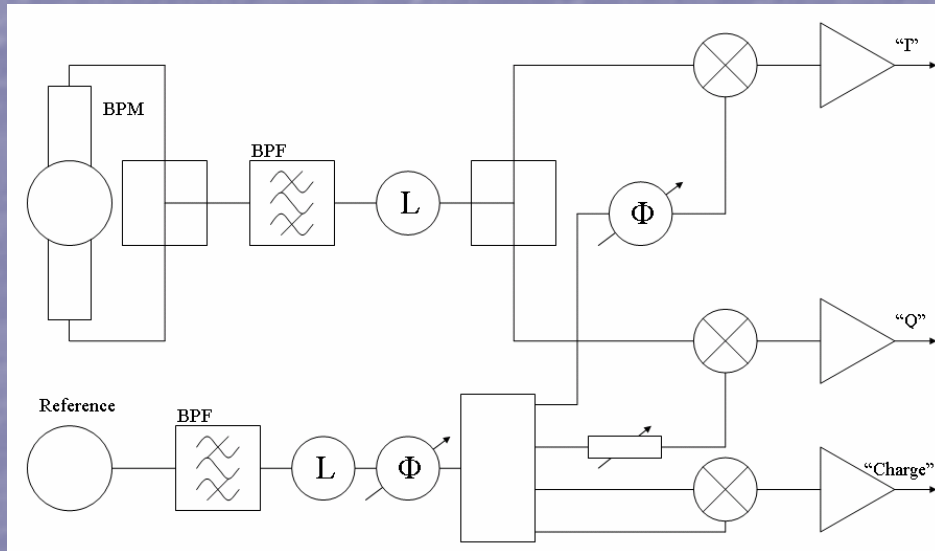 “I”
BPM
BPF
L
Φ
“Q”
Reference
BPF
L
Φ
“Charge”